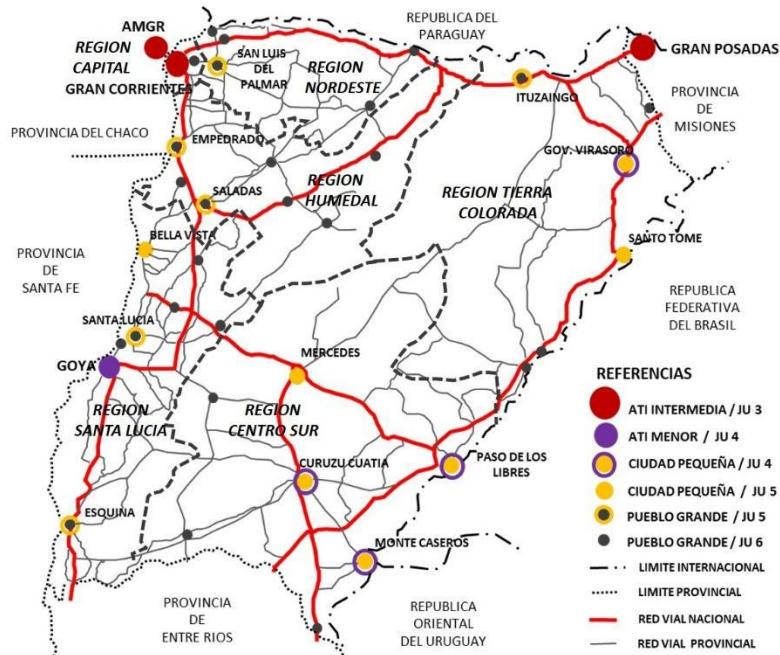 AMGR
REPUBLICA DEL
PARAGUAY
REGION
CAPITAL
SAN LUIS
DEL
PALMAR
REGION
NORDESTE
GRAN POSADAS
GRAN CORRIENTES
ITUZAINGO
PROVINCIA
DE
MISIONES
PROVINCIA DEL CHACO
EMPEDRADO
GOV. VIRASORO
REGION
HUMEDAL
SALADAS
REGION TIERRA
COLORADA
BELLA VISTA
SANTO TOME
PROVINCIA
DE
SANTA FE
REPUBLICA
FEDERATIVA
DEL BRASIL
SANTA LUCIA
MERCEDES
GOYA
REGION
SANTA LUCIA
REGION
CENTRO SUR
CURUZU CUATIA
PASO DE LOS
LIBRES
ESQUINA
MONTE CASEROS
PROVINCIA
DE
ENTRE RIOS
REPUBLICA
ORIENTAL
DEL URUGUAY
REFERENCIAS
ATI INTERMEDIA / JU 3
ATI MENOR / JU 4
CIUDAD PEQUEÑA / JU 4
CIUDAD PEQUEÑA / JU 5
PUEBLO GRANDE / JU 5
PUEBLO GRANDE / JU 6
LIMITE INTERNACIONAL
LIMITE PROVINCIAL
RED VIAL NACIONAL
RED VIAL PROVINCIAL